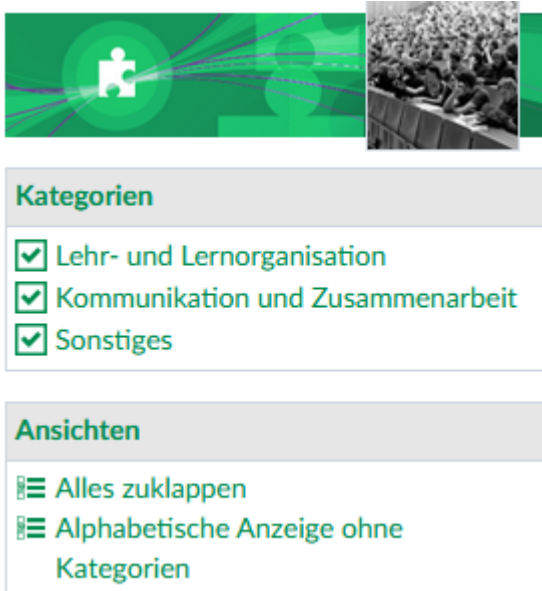 Kategorien
Lehr- und Lernorganisation
Kommunikation und Zusammenarbeit
Sonstiges
Ansichten
Alles zuklappen
Alphabetische Anzeige ohne
Kategorien